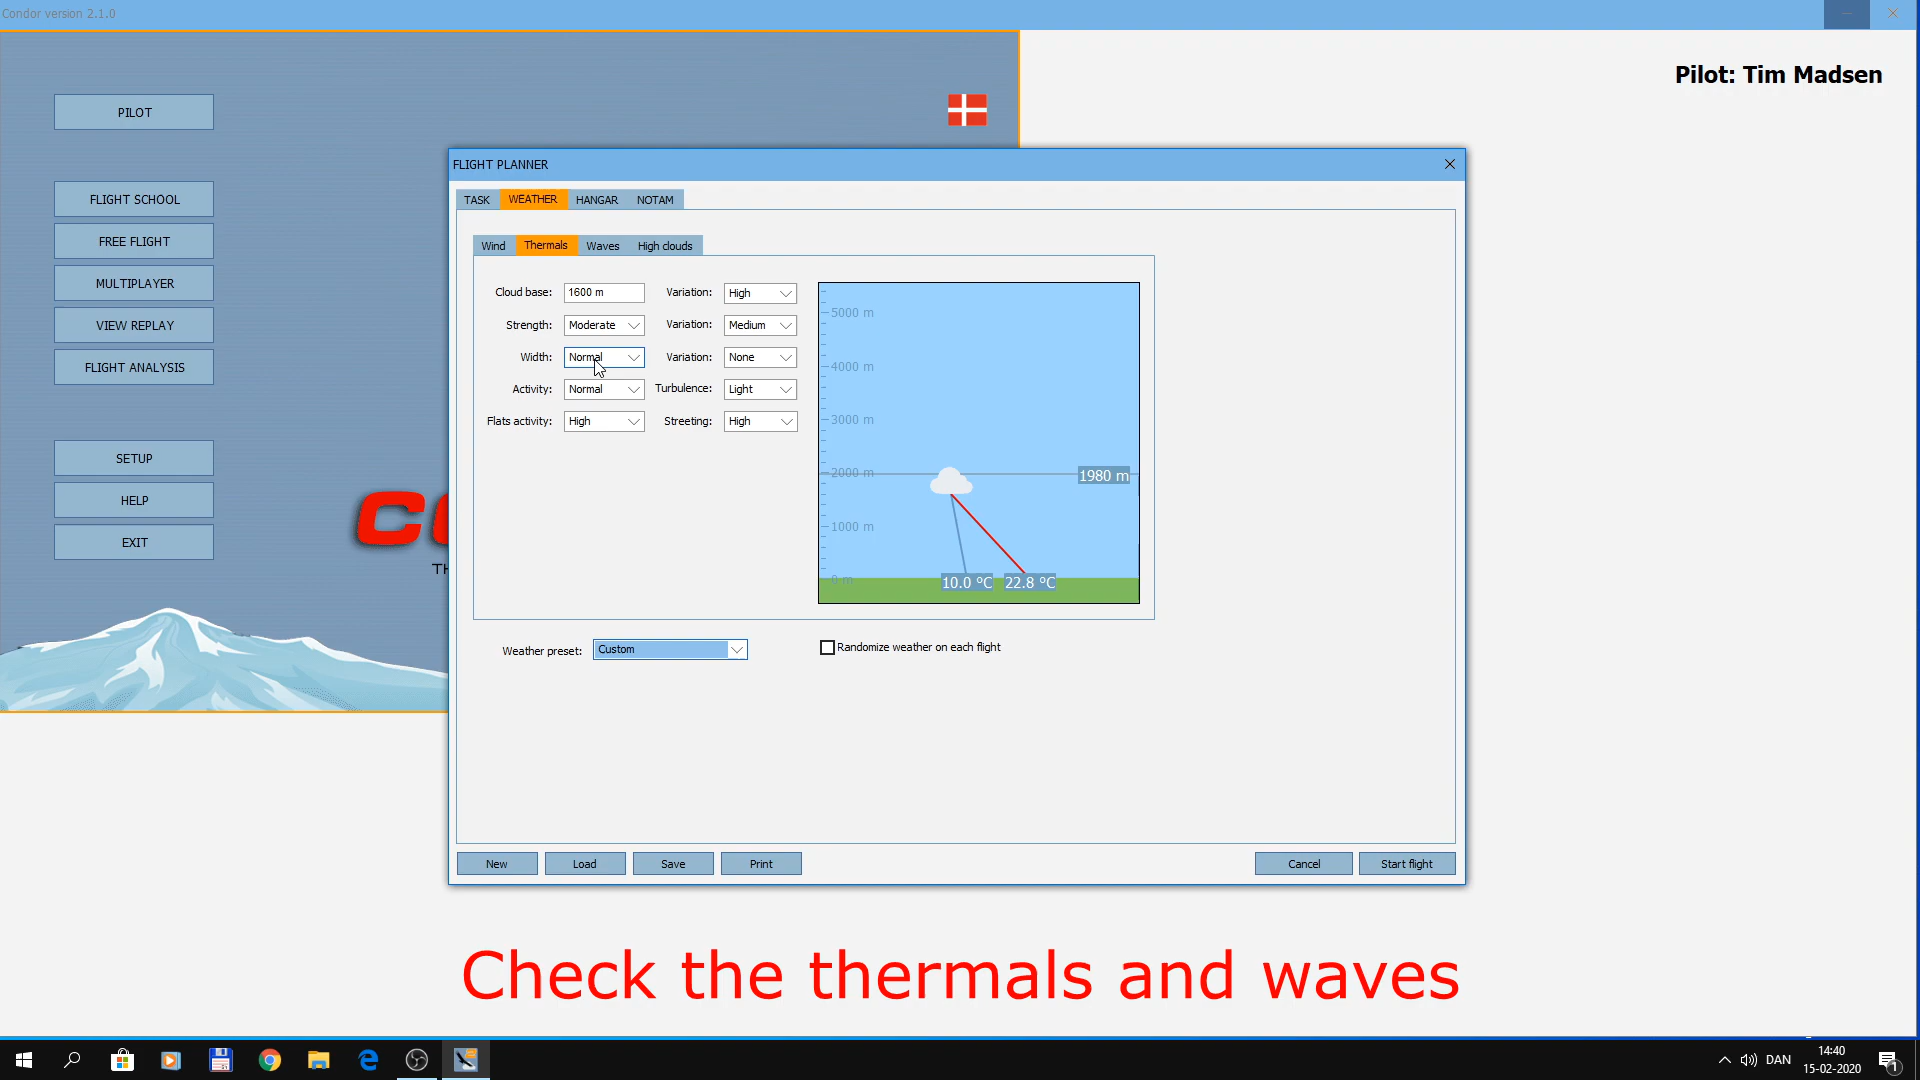 Condor version 2.1.0
Pilot: Tim Madsen
PILOT
FLIGHT SCHOOL
FREE FLIGHT
MULTIPLAYER
VIEW REPLAY
FLIGHT ANALYSIS
SETUP
HELP
EXIT
FLIGHT PLANNER
TASK WEATHER HANGAR NOTAM
Wind Thermals Waves High clouds
Cloud base: 1600 m Variation: High
Strength: Moderate Variation: Medium
Width: Normal Variation: None
Activity: Normal Turbulence: Light
Flats activity: High Streeting: High
5000 m
4000 m
3000 m
2000 m 1980 m
1000 m
0 m 10.0 °C 22.8 °C
Weather preset: Custom Randomize weather on each flight
New Load Save Print Cancel Start flight
Check the thermals and waves
DAN
14:40
15-02-2020
1